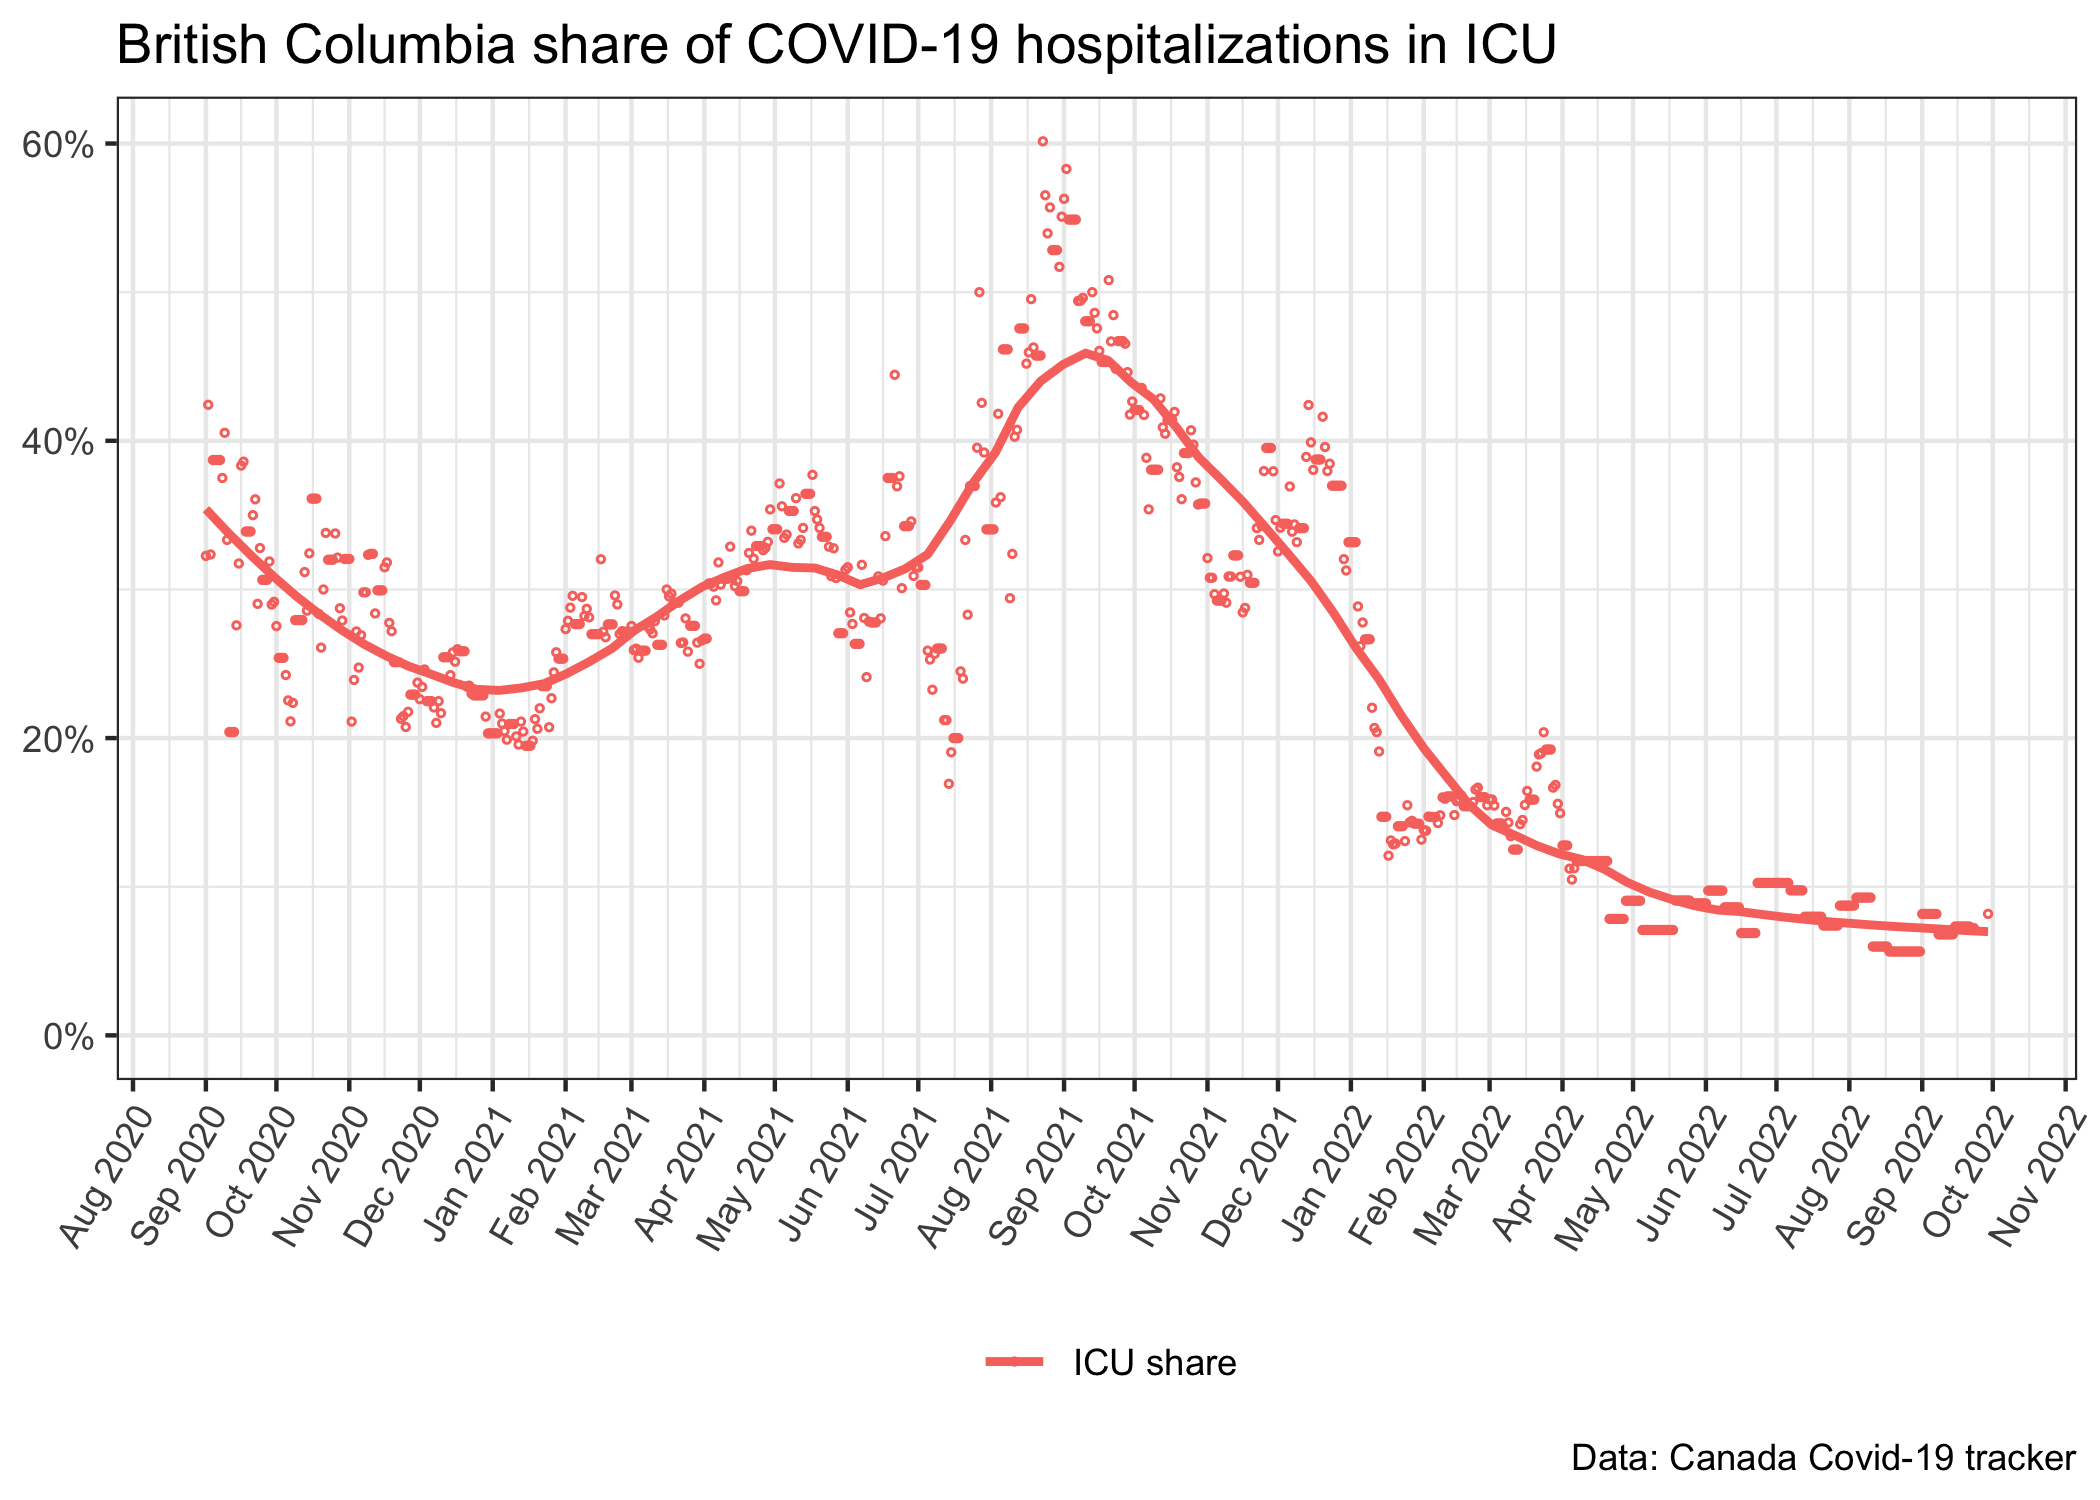 British Columbia share of COVID-19 hospitalizations in ICU
60%
40%
20%
0%
Aug 2020
Sep 2020
Oct 2020
Nov 2020
Dec 2020
Jan 2021
Feb 2021
Mar 2021
Apr 2021
May 2021
Jun 2021
Jul 2021
Aug 2021
Sep 2021
Oct 2021
Nov 2021
Dec 2021
Jan 2022
Feb 2022
Mar 2022
Apr 2022
May 2022
Jun 2022
Jul 2022
Aug 2022
Sep 2022
Oct 2022
Nov 2022
ICU share
Data: Canada Covid-19 tracker